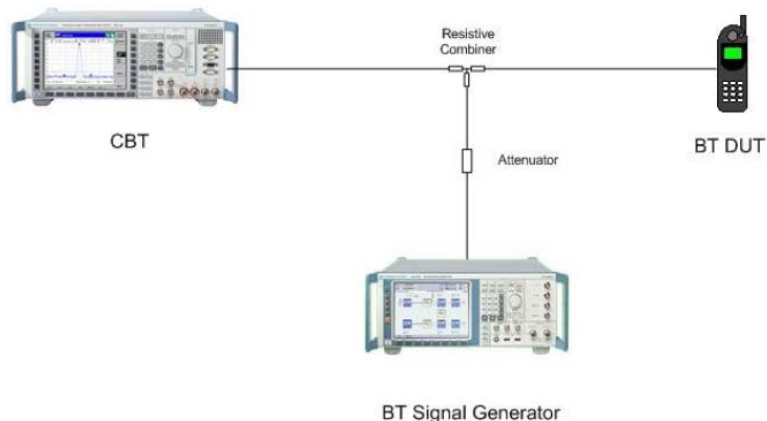 Resistive
Combiner
CBT
BT DUT
Attenuator
BT Signal Generator